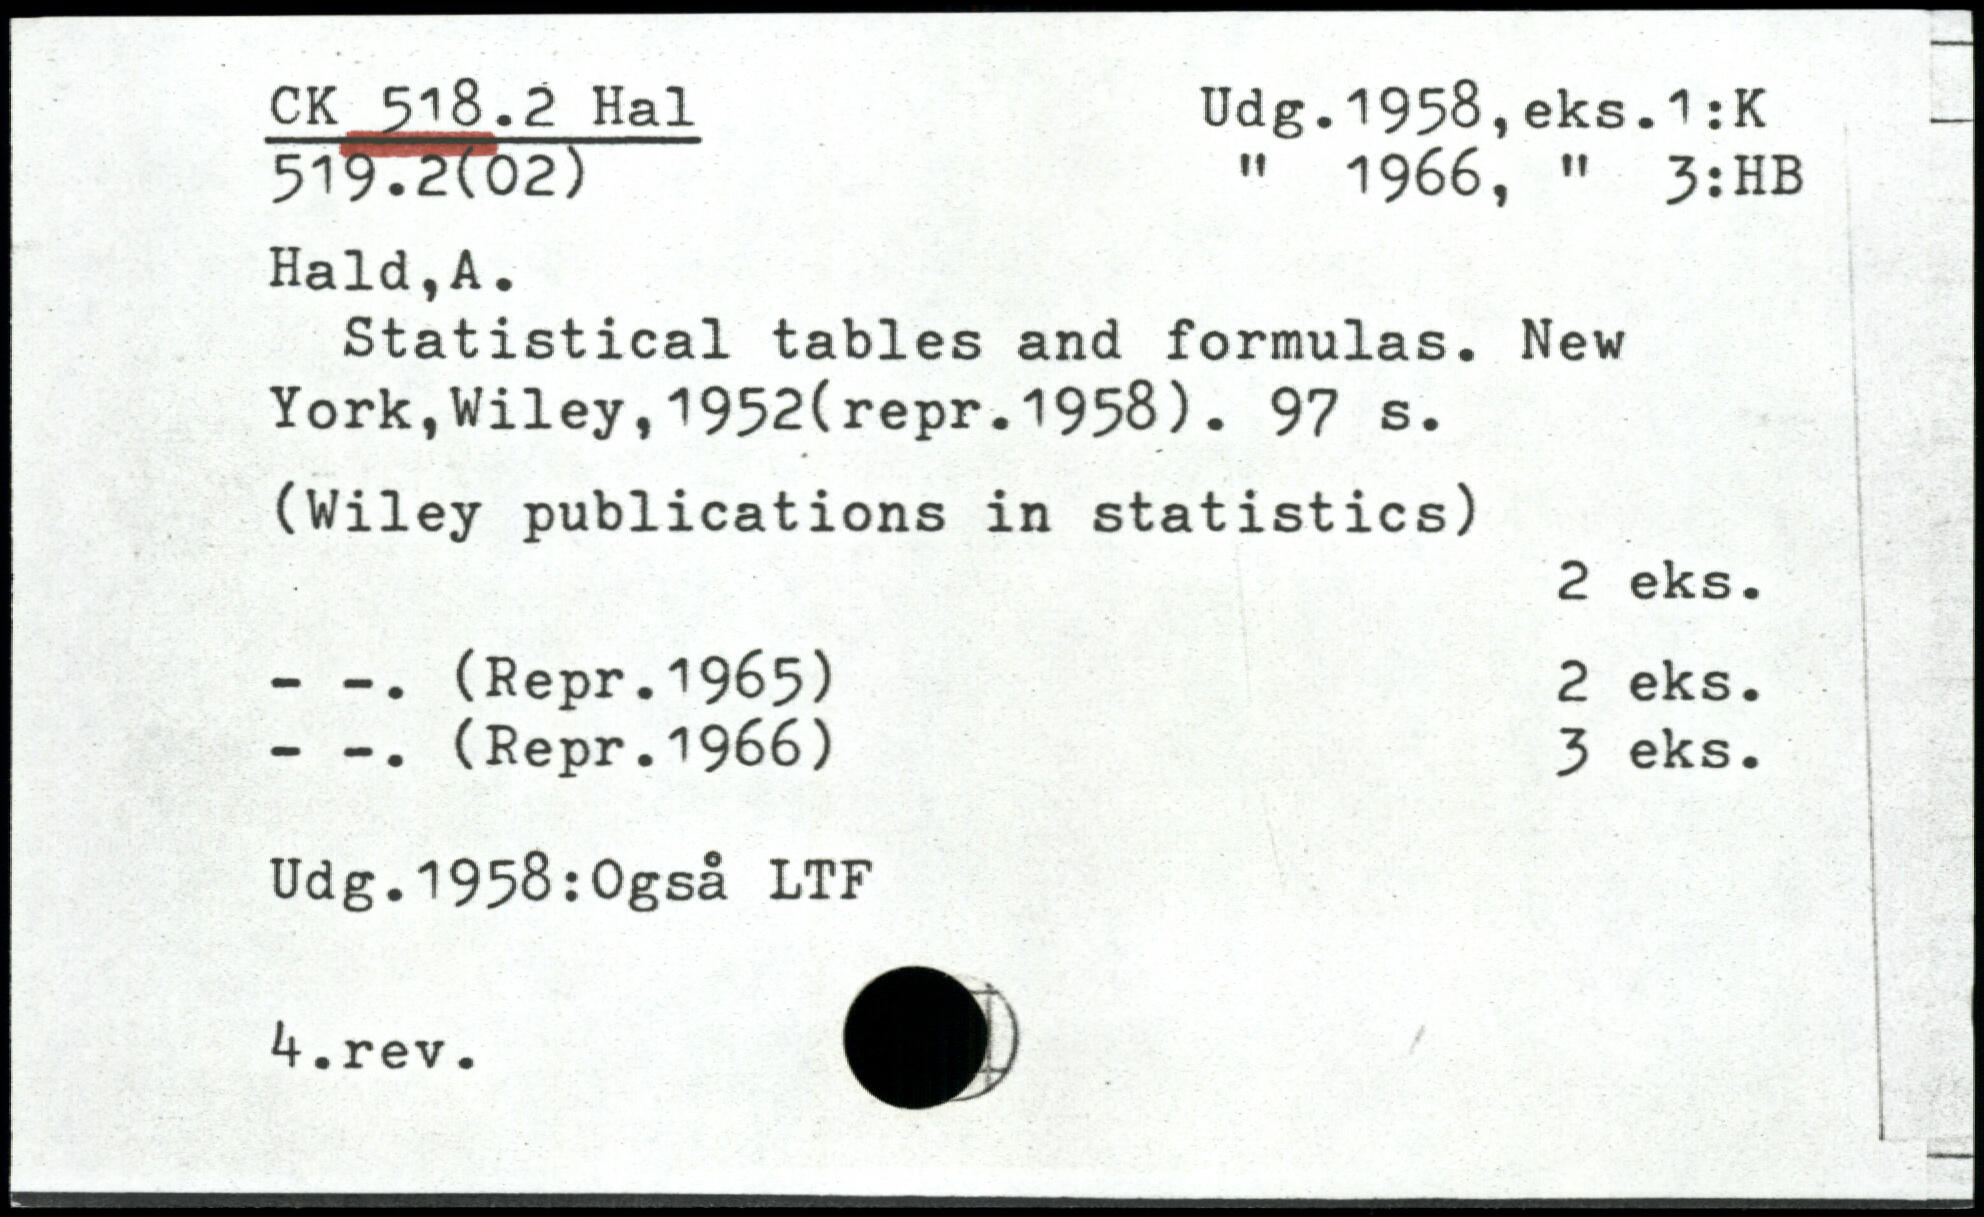 CK 518.2 Hal
Udg.1958,eks.1:K
519.2(02)
" 1966, " 3:HB
Hald,A.
Statistical tables and formulas. New
York,Wiley,1952(repr.1958). 97 s.
(Wiley publications in statistics)
2 eks.
- -. (Repr.1965) 2 eks.
- -. (Repr.1966) 3 eks.
Udg.1958:Også LTF
4.rev.